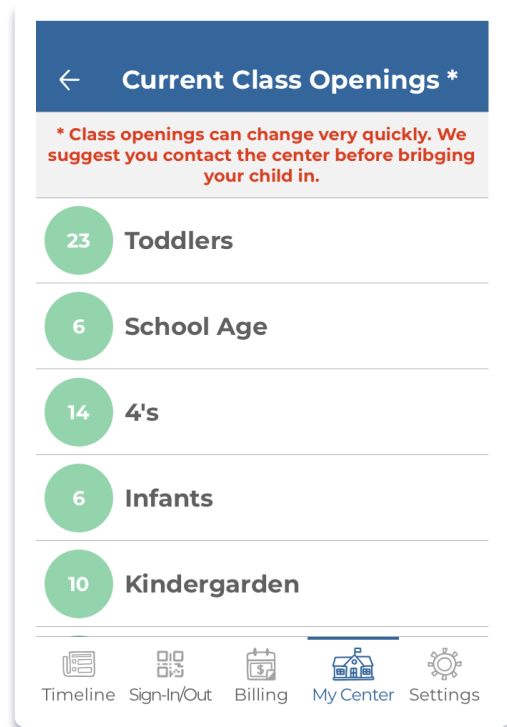 Current Class Openings *
* Class openings can change very quickly. We
suggest you contact the center before bribging
your child in.
23 Toddlers
6 School Age
14 4's
6 Infants
10 Kindergarden
Timeline Sign-In/Out Billing My Center Settings